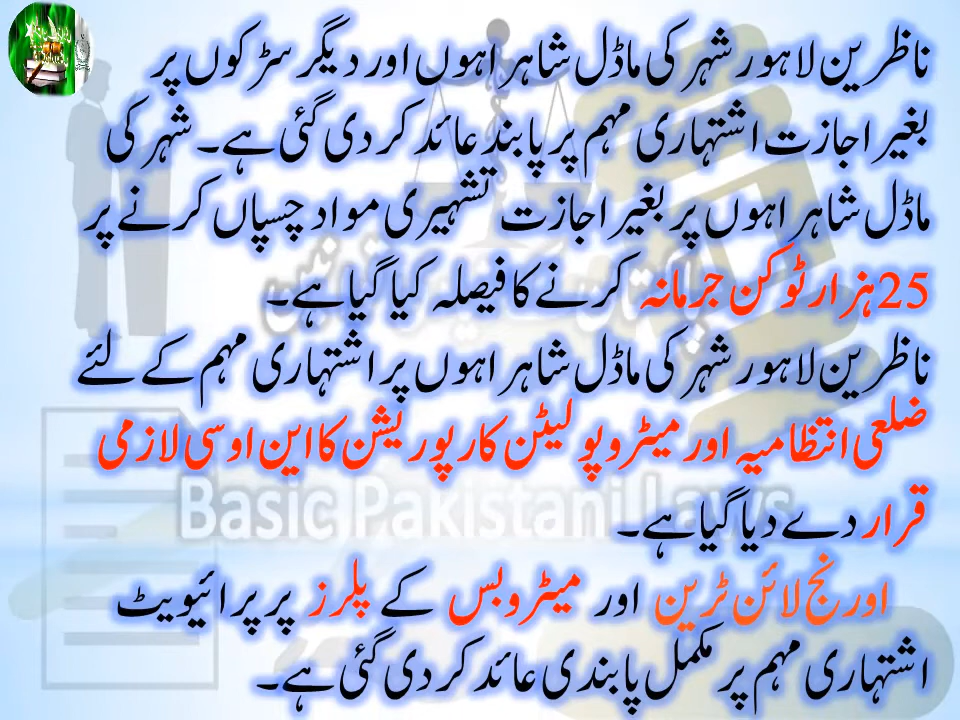 ناظرین لاہور شہر کی ماڈل شاہراہوں اور دیگر سڑکوں پر
بغیر اجازت اشتہاری مہم پر پابند عائد کر دی گئی ہے۔ شہر کی
ماڈل شاہراہوں پر بغیر اجازت تشہیری مواد چسپاں کرنے پر
25 ہزار ٹوکن جرمانہ کرنے کا فیصلہ کیا گیا ہے۔
ناظرین لاہور شہر کی ماڈل شاہراہوں پر اشتہاری مہم کے لئے
ضلعی انتظامیہ اور میٹروپولیٹن کارپوریشن کا این او سی لازمی
قرار دے دیا گیا ہے۔
اورنج لائن ٹرین اور میٹرو بس کے پلرز پر پرائیویٹ
اشتہاری مہم پر مکمل پابندی عائد کر دی گئی ہے۔
Basic Pakistani Laws